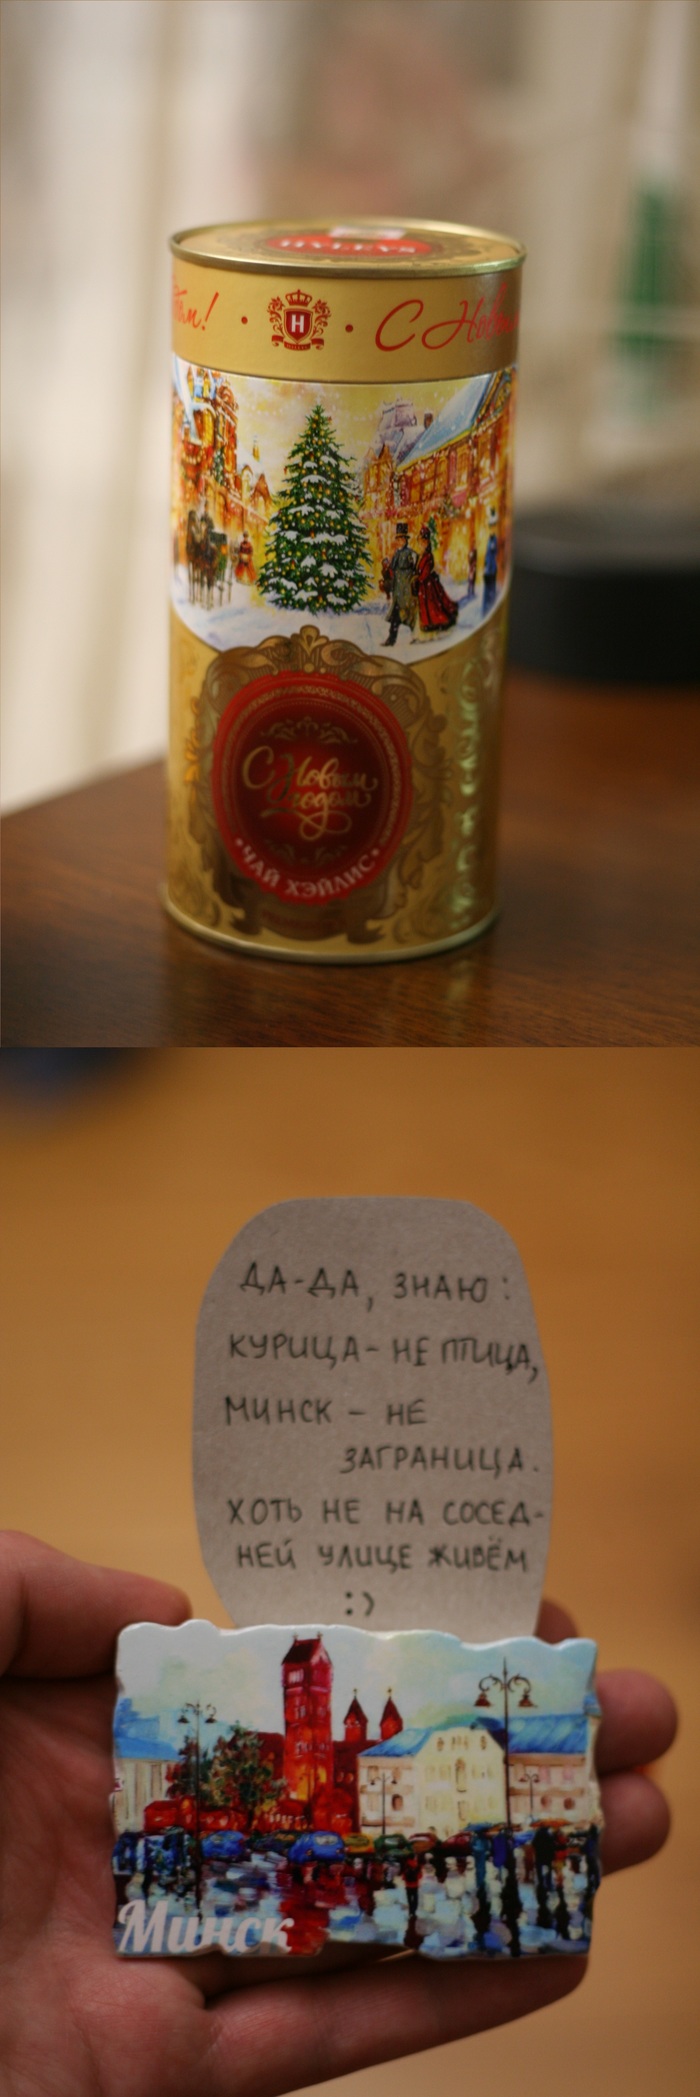 HYLEYS
H
С Новым
С Новым
годом
• ЧАЙ ХЭЙЛИС •
ДА-ДА, ЗНАЮ:
КУРИЦА - НЕ ПТИЦА,
МИНСК - НЕ
ЗАГРАНИЦА.
ХОТЬ НЕ НА СОСЕД-
НЕЙ УЛИЦЕ ЖИВЁМ
:)
Минск